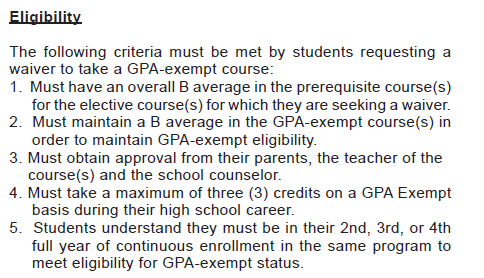 Eligibility
The following criteria must be met by students requesting a
waiver to take a GPA-exempt course:
1. Must have an overall B average in the prerequisite course(s)
for the elective course(s) for which they are seeking a waiver.
2. Must maintain a B average in the GPA-exempt course(s) in
order to maintain GPA-exempt eligibility.
3. Must obtain approval from their parents, the teacher of the
course(s) and the school counselor.
4. Must take a maximum of three (3) credits on a GPA Exempt
basis during their high school career.
5. Students understand they must be in their 2nd, 3rd, or 4th
full year of continuous enrollment in the same program to
meet eligibility for GPA-exempt status.